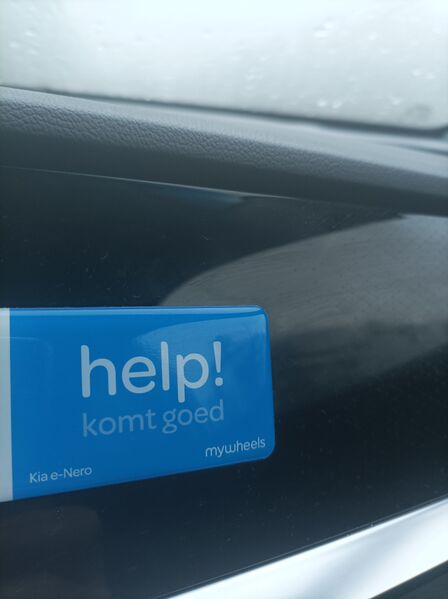 help!
komt goed
mywheels
Kia e-Nero